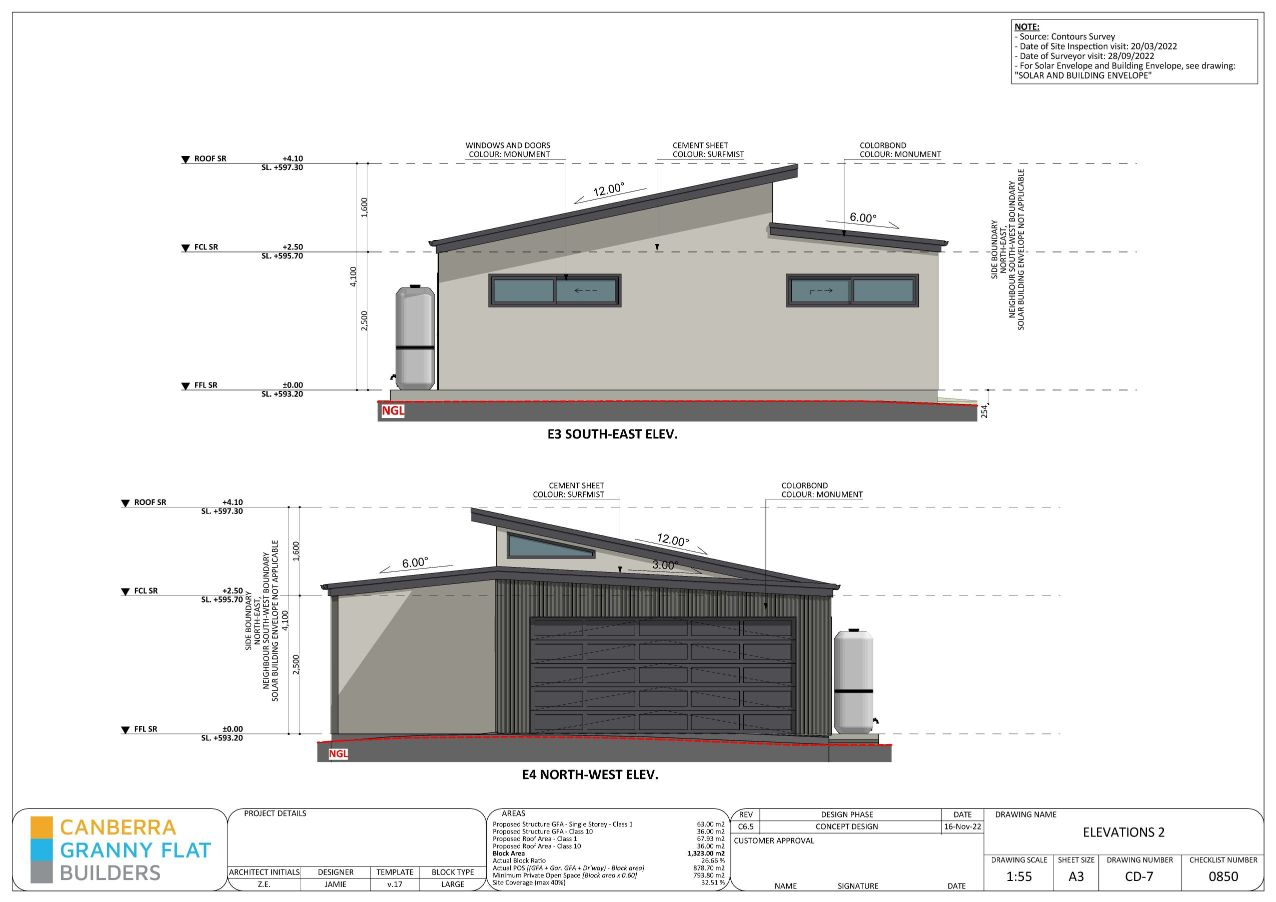 NOTE:
- Source: Contours Survey
- Date of Site Inspection visit: 20/03/2022
- Date of Surveyor visit: 28/09/2022
- For Solar Envelope and Building Envelope, see drawing:
"SOLAR AND BUILDING ENVELOPE"
WINDOWS AND DOORS
COLOUR: MONUMENT
CEMENT SHEET
COLOUR: SURFMIST
COLORBOND
COLOUR: MONUMENT
ROOF SR +4.10
SL. +597.30
12.00°
6.00°
1,600
FCL SR +2.50
SL. +595.70
4,100
2,500
SIDE BOUNDARY
NORTH-EAST,
NEIGHBOUR SOUTH-WEST BOUNDARY
SOLAR BUILDING ENVELOPE NOT APPLICABLE
FFL SR ±0.00
SL. +593.20
NGL
254
E3 SOUTH-EAST ELEV.
CEMENT SHEET
COLOUR: SURFMIST
COLORBOND
COLOUR: MONUMENT
ROOF SR +4.10
SL. +597.30
12.00°
6.00°
3.00°
1,600
FCL SR +2.50
SL. +595.70
SIDE BOUNDARY
NORTH-EAST,
NEIGHBOUR SOUTH-WEST BOUNDARY
SOLAR BUILDING ENVELOPE NOT APPLICABLE
4,100
2,500
FFL SR ±0.00
SL. +593.20
NGL
E4 NORTH-WEST ELEV.
CANBERRA
GRANNY FLAT
BUILDERS
PROJECT DETAILS
ARCHITECT INITIALS DESIGNER TEMPLATE BLOCK TYPE
Z.E. JAMIE v.17 LARGE
AREAS
Proposed Structure GFA - Single Storey - Class 1 63.00 m2
Proposed Structure GFA - Class 10 36.00 m2
Proposed Roof Area - Class 1 67.93 m2
Proposed Roof Area - Class 10 36.00 m2
Block Area 1,323.00 m2
Actual Block Ratio 26.65 %
Actual POS [(GFA + Gar. GFA + Dr'way) - Block area) 878.70 m2
Minimum Private Open Space [Block area x 0.60] 793.80 m2
Site Coverage (max 40%) 32.51 %
REV DESIGN PHASE DATE
C6.5 CONCEPT DESIGN 16-Nov-22
CUSTOMER APPROVAL
NAME SIGNATURE DATE
DRAWING NAME
ELEVATIONS 2
DRAWING SCALE SHEET SIZE DRAWING NUMBER CHECKLIST NUMBER
1:55 A3 CD-7 0850